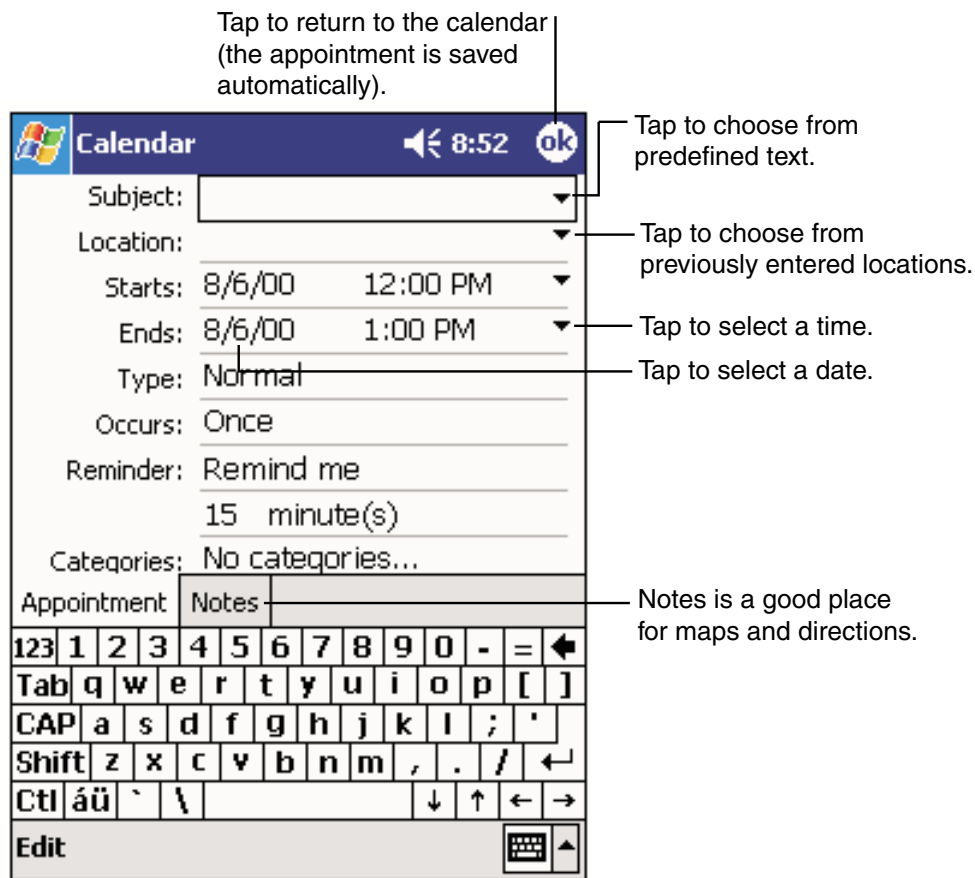 Tap to return to the calendar
(the appointment is saved
automatically).
Calendar 8:52 ok
Tap to choose from
predefined text.
Subject:
Location:
Tap to choose from
previously entered locations.
Starts: 8/6/00 12:00 PM
Ends: 8/6/00 1:00 PM
Tap to select a time.
Tap to select a date.
Type: Normal
Occurs: Once
Reminder: Remind me
15 minute(s)
Categories: No categories...
Appointment Notes
Notes is a good place
for maps and directions.
123 1 2 3 4 5 6 7 8 9 0 - = 🡄
Tab q w e r t y u i o p [ ]
CAP a s d f g h j k l ; '
Shift z x c v b n m , . / ↵
Ctl áü ` \ ↓ ↑ ← →
Edit